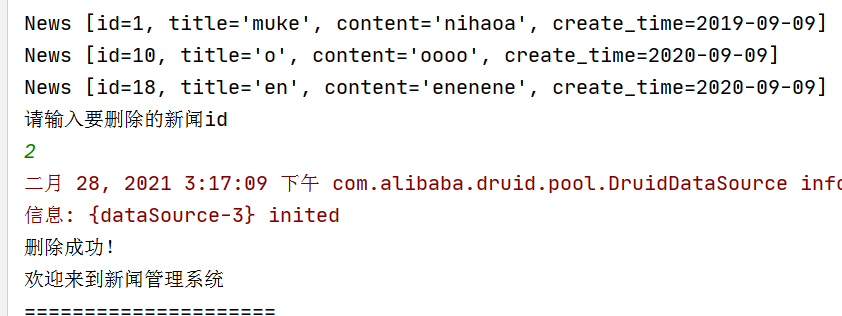 News [id=1, title='muke', content='nihaoa', create_time=2019-09-09]
News [id=10, title='o', content='oooo', create_time=2020-09-09]
News [id=18, title='en', content='enenene', create_time=2020-09-09]
请输入要删除的新闻id
2
二月 28, 2021 3:17:09 下午 com.alibaba.druid.pool.DruidDataSource info
信息: {dataSource-3} inited
删除成功!
欢迎来到新闻管理系统
=====================